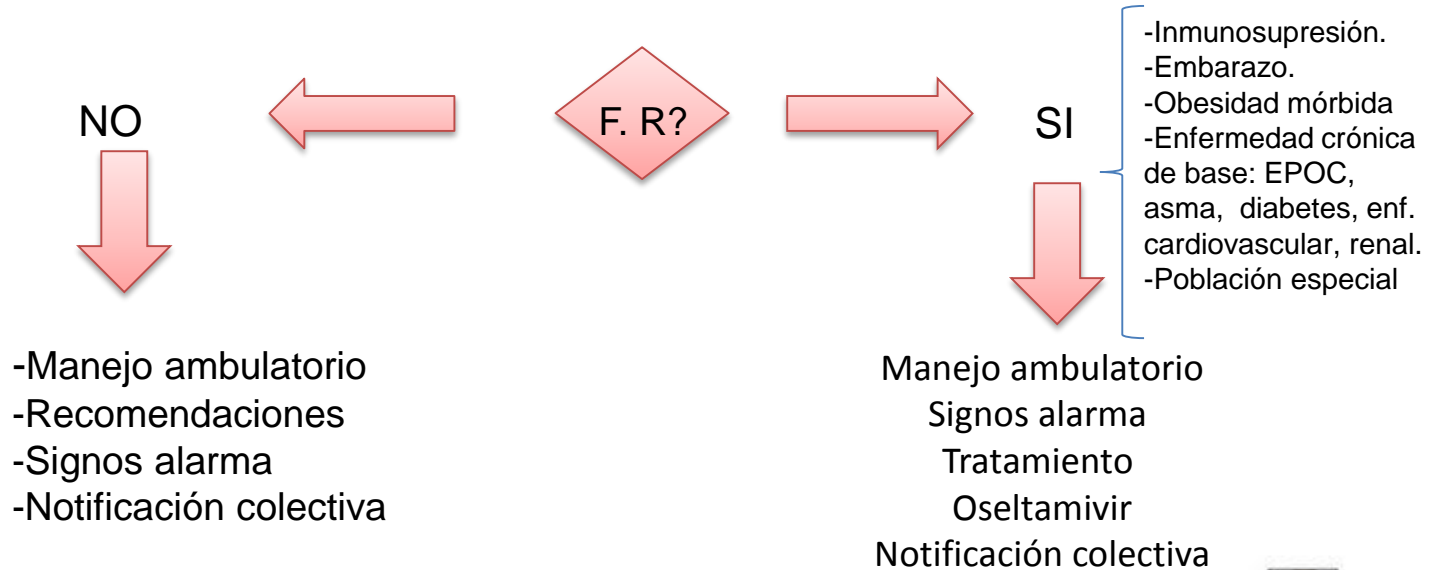 F. R?
NO
-Manejo ambulatorio
-Recomendaciones
-Signos alarma
-Notificación colectiva
SI
-Inmunosupresión.
-Embarazo.
-Obesidad mórbida
-Enfermedad crónica
de base: EPOC,
asma, diabetes, enf.
cardiovascular, renal.
-Población especial
Manejo ambulatorio
Signos alarma
Tratamiento
Oseltamivir
Notificación colectiva